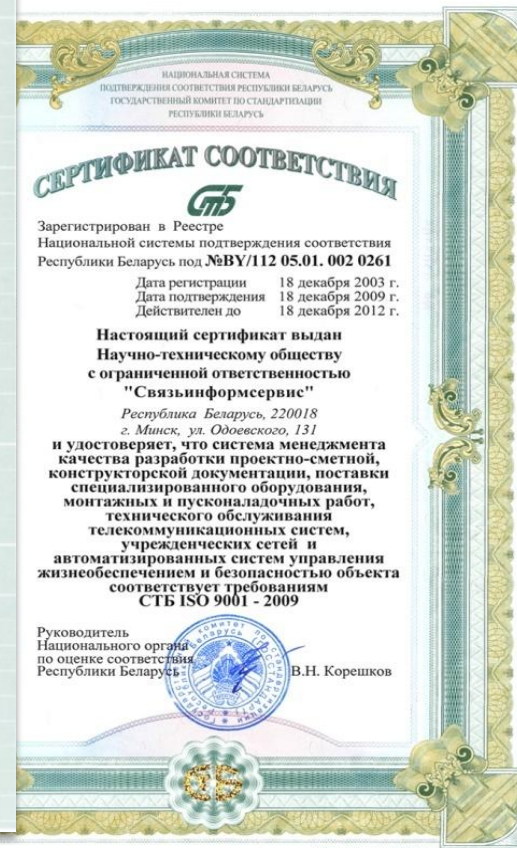 НАЦИОНАЛЬНАЯ СИСТЕМА
ПОДТВЕРЖДЕНИЯ СООТВЕТСТВИЯ РЕСПУБЛИКИ БЕЛАРУСЬ
ГОСУДАРСТВЕННЫЙ КОМИТЕТ ПО СТАНДАРТИЗАЦИИ
РЕСПУБЛИКИ БЕЛАРУСЬ
СЕРТИФИКАТ СООТВЕТСТВИЯ
СТБ
Зарегистрирован в Реестре
Национальной системы подтверждения соответствия
Республики Беларусь под №BY/112 05.01. 002 0261
Дата регистрации 18 декабря 2003 г.
Дата подтверждения 18 декабря 2009 г.
Действителен до 18 декабря 2012 г.
Настоящий сертификат выдан
Научно-техническому обществу
с ограниченной ответственностью
"Связьинформсервис"
Республика Беларусь, 220018
г. Минск, ул. Одоевского, 131
и удостоверяет, что система менеджмента
качества разработки проектно-сметной,
конструкторской документации, поставки
специализированного оборудования,
монтажных и пусконаладочных работ,
технического обслуживания
телекоммуникационных систем,
учрежденческих сетей и
автоматизированных систем управления
жизнеобеспечением и безопасностью объекта
соответствует требованиям
СТБ ISO 9001 - 2009
Руководитель
Национального органа
по оценке соответствия
Республики Беларусь В.Н. Корешков